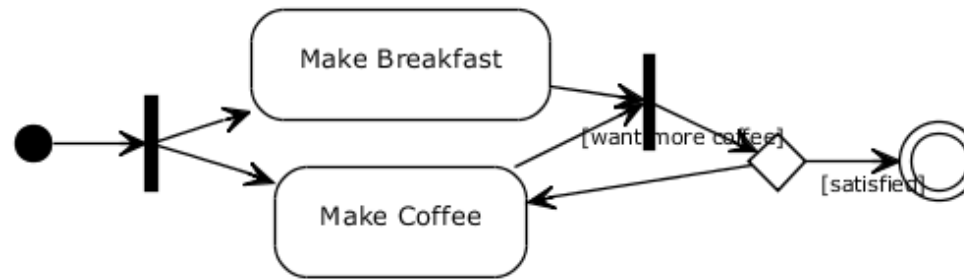 Make Breakfast
[want more coffee]
[satisfied]
Make Coffee